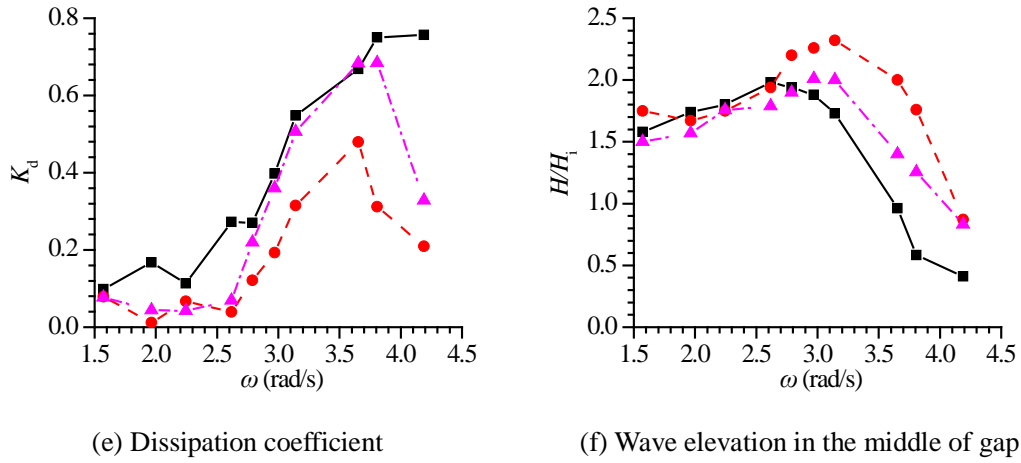 0.8
0.6
0.4
0.2
0.0
K_d
1.5 2.0 2.5 3.0 3.5 4.0 4.5
ω (rad/s)
(e) Dissipation coefficient
2.5
2.0
1.5
1.0
0.5
0.0
H/H_i
1.5 2.0 2.5 3.0 3.5 4.0 4.5
ω (rad/s)
(f) Wave elevation in the middle of gap